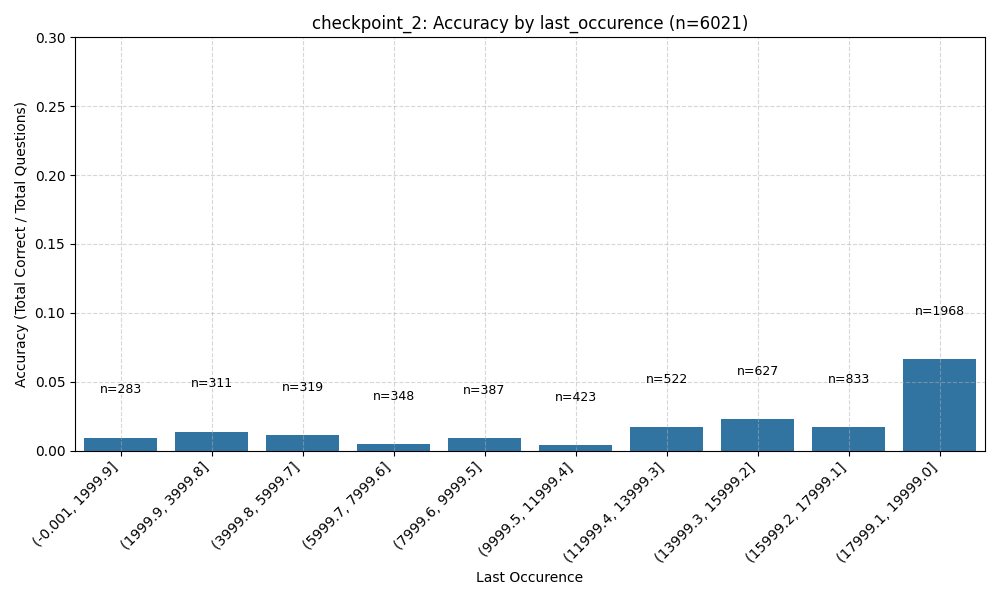 checkpoint_2: Accuracy by last_occurence (n=6021)
Accuracy (Total Correct / Total Questions)
0.30
0.25
0.20
0.15
0.10
0.05
0.00
n=283
n=311
n=319
n=348
n=387
n=423
n=522
n=627
n=833
n=1968
(-0.001, 1999.9]
(1999.9, 3999.8]
(3999.8, 5999.7]
(5999.7, 7999.6]
(7999.6, 9999.5]
(9999.5, 11999.4]
(11999.4, 13999.3]
(13999.3, 15999.2]
(15999.2, 17999.1]
(17999.1, 19999.0]
Last Occurence